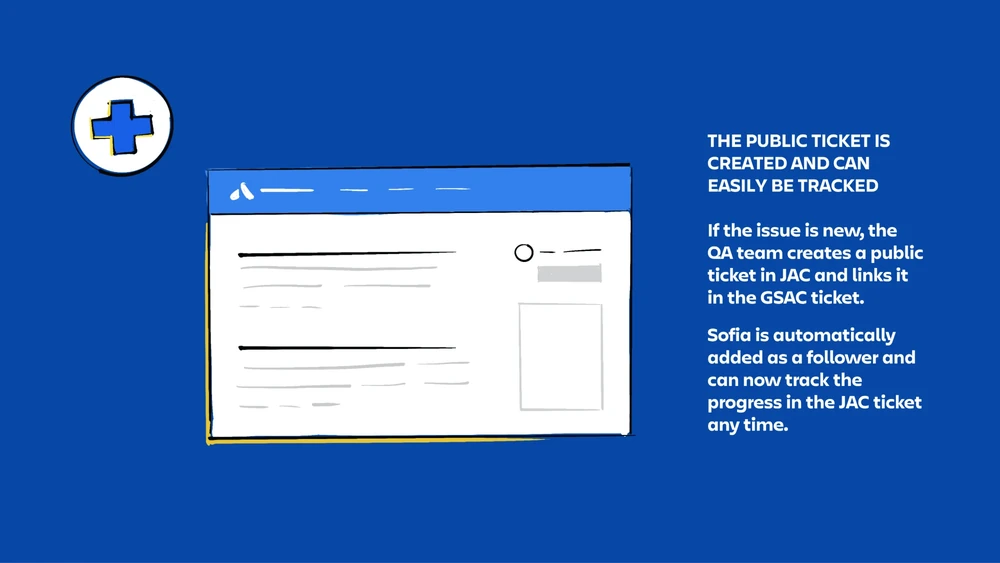 THE PUBLIC TICKET IS
CREATED AND CAN
EASILY BE TRACKED
If the issue is new, the
QA team creates a public
ticket in JAC and links it
in the GSAC ticket.
Sofia is automatically
added as a follower and
can now track the
progress in the JAC ticket
any time.